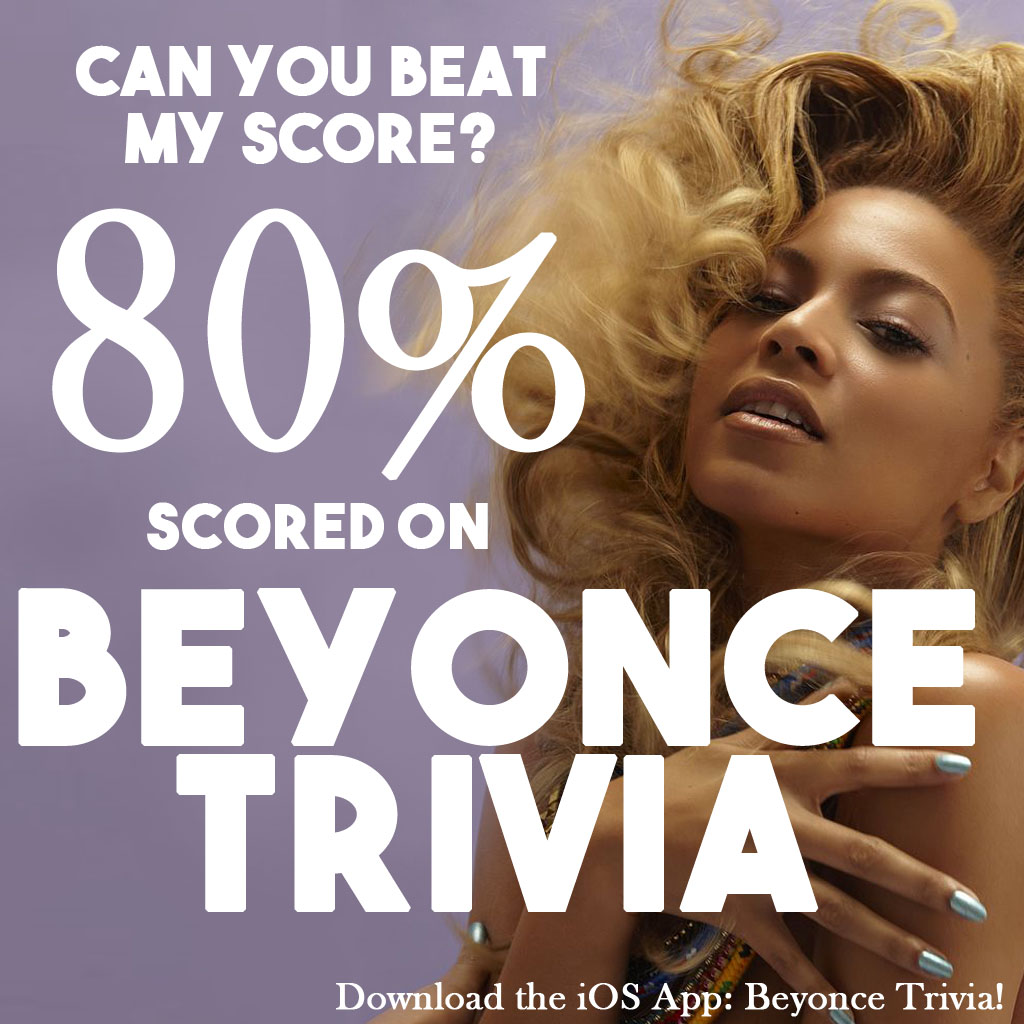 CAN YOU BEAT
MY SCORE?
80%
SCORED ON
BEYONCE
TRIVIA
Download the iOS App: Beyonce Trivia!